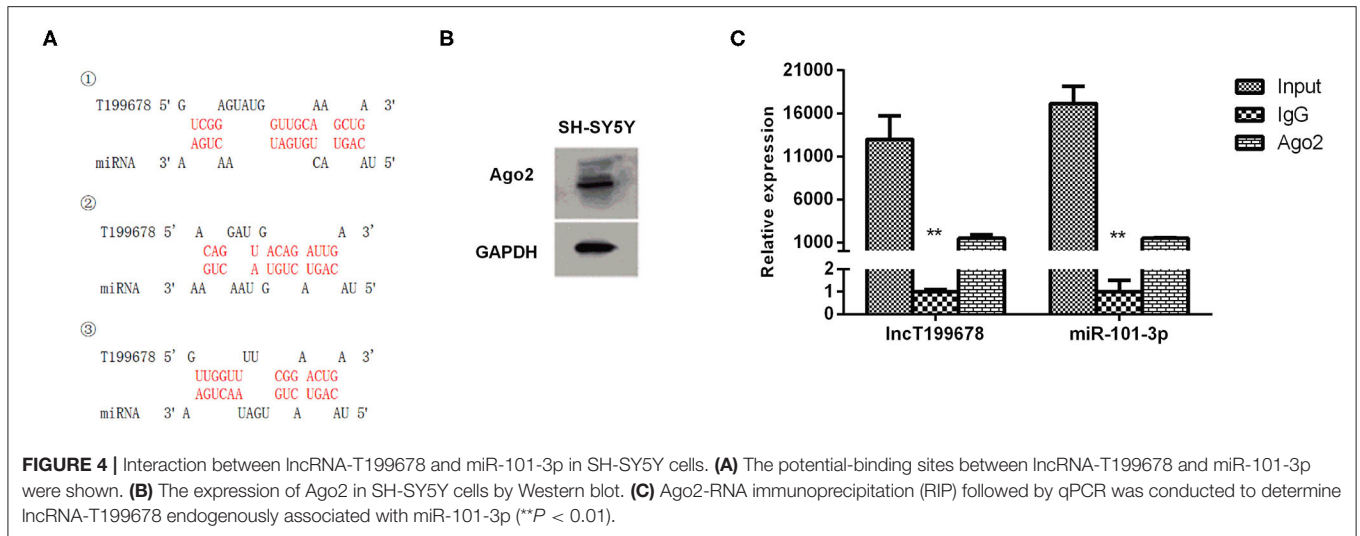 A
①
T199678 5' G AGUAUG AA A 3'
UCGG GUUGCA GCUG
AGUC UAGUGU UGAC
miRNA 3' A AA CA AU 5'
②
T199678 5' A GAU G A 3'
CAG U ACAG AUUG
GUC A UGUC UGAC
miRNA 3' AA AAU G A AU 5'
③
T199678 5' G UU A A 3'
UUGGUU CGG ACUG
AGUCAA GUC UGAC
miRNA 3' A UAGU A AU 5'
B
SH-SY5Y
Ago2
GAPDH
C
Relative expression
21000
16000
11000
6000
1000
2
1
0
**
**
lncT199678
miR-101-3p
Input
IgG
Ago2
FIGURE 4 | Interaction between lncRNA-T199678 and miR-101-3p in SH-SY5Y cells. (A) The potential-binding sites between lncRNA-T199678 and miR-101-3p
were shown. (B) The expression of Ago2 in SH-SY5Y cells by Western blot. (C) Ago2-RNA immunoprecipitation (RIP) followed by qPCR was conducted to determine
lncRNA-T199678 endogenously associated with miR-101-3p (**P < 0.01).